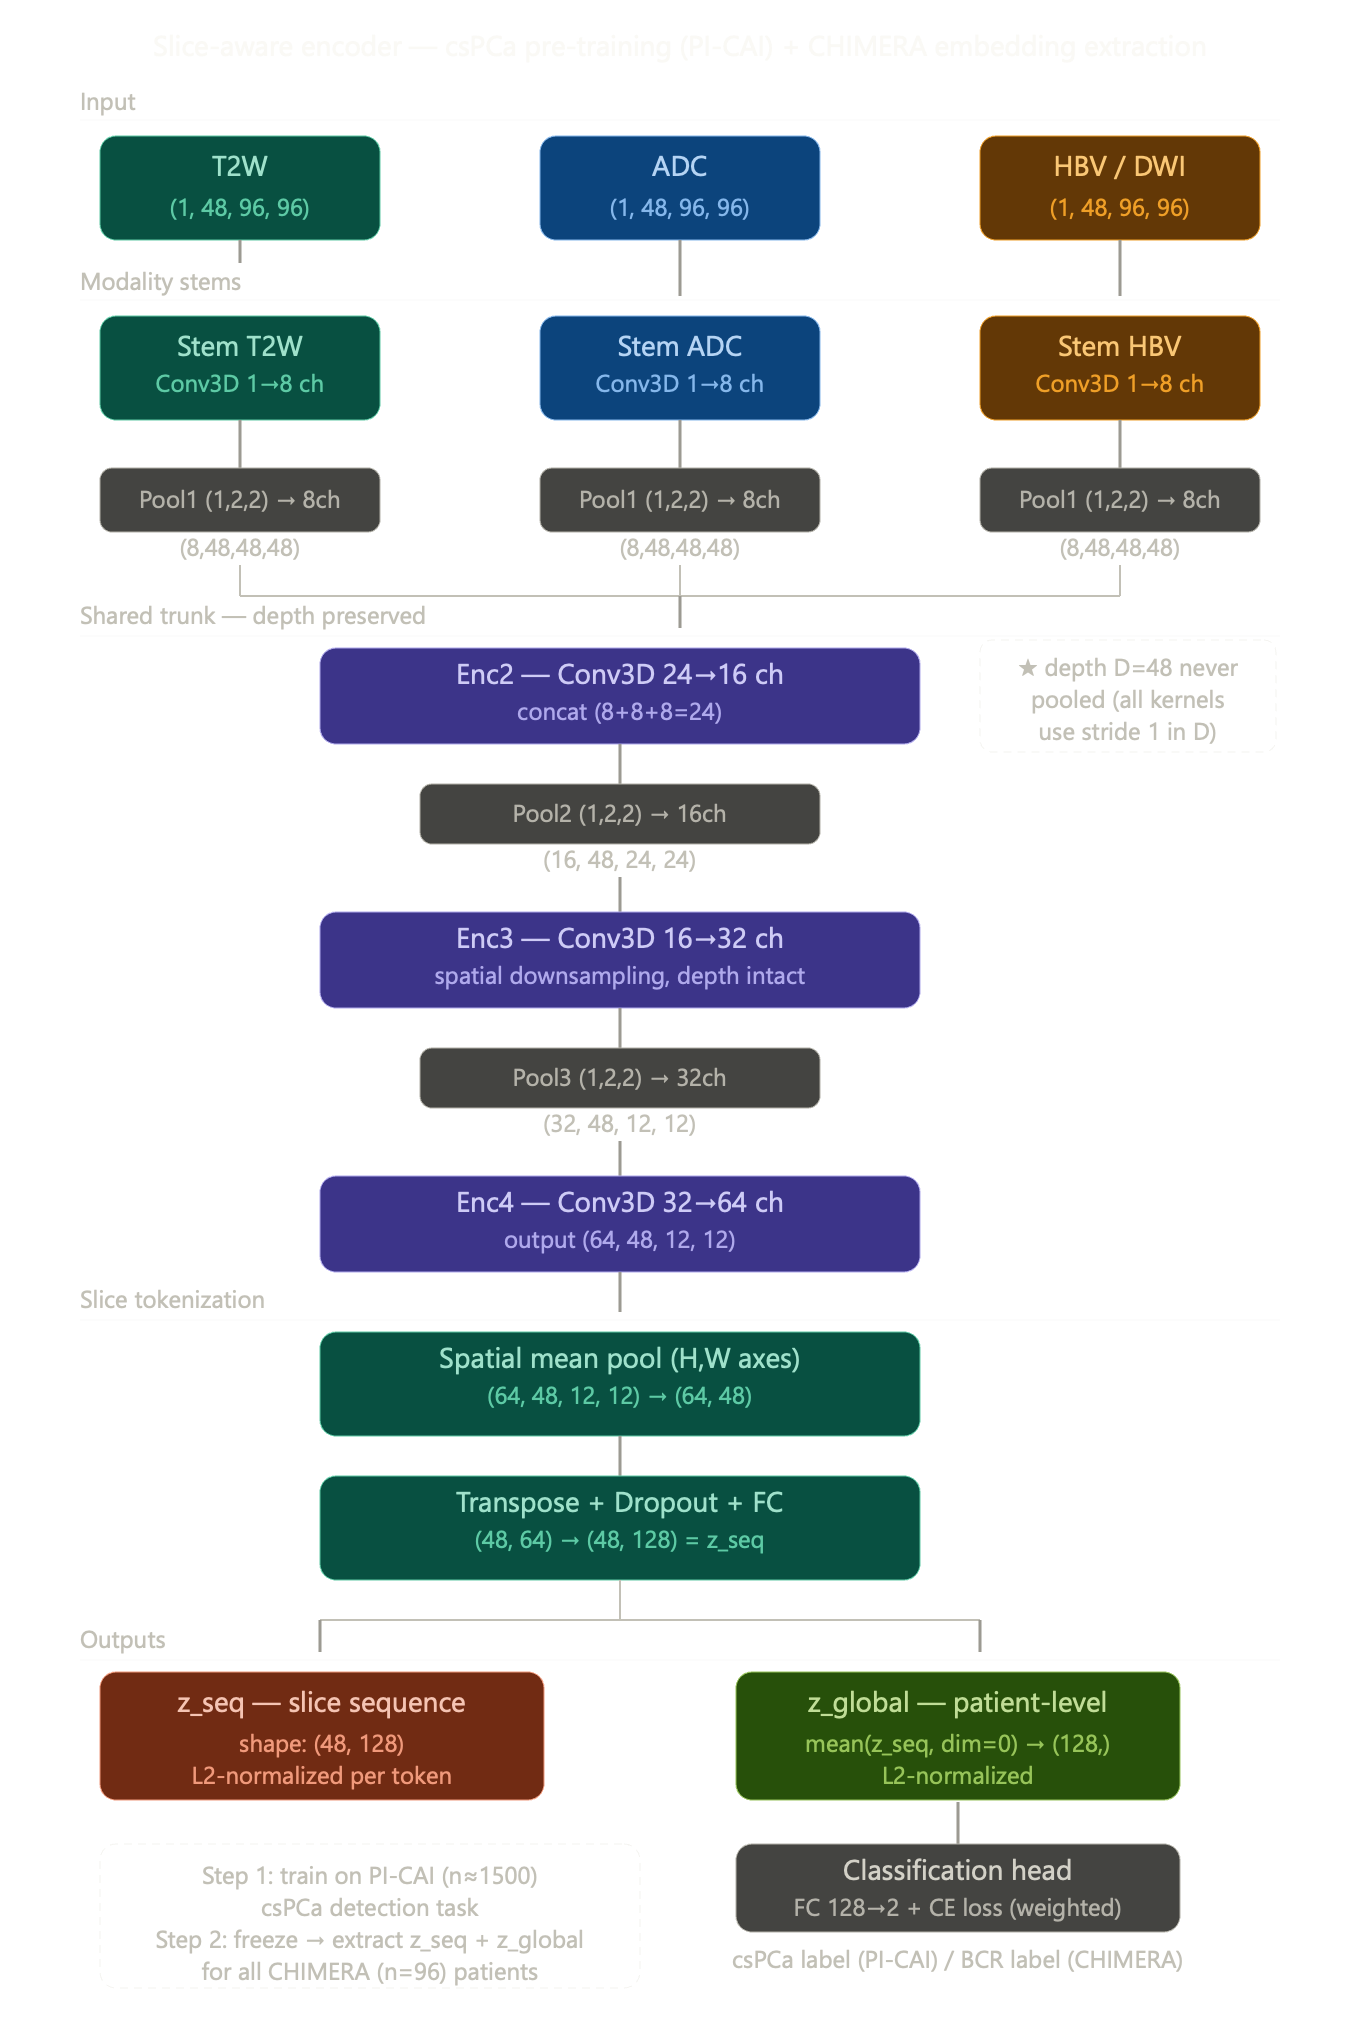 Slice-aware encoder — csPCa pre-training (PI-CAI) + CHIMERA embedding extraction
Input
T2W
(1, 48, 96, 96)
ADC
(1, 48, 96, 96)
HBV / DWI
(1, 48, 96, 96)
Modality stems
Stem T2W
Conv3D 1→8 ch
Stem ADC
Conv3D 1→8 ch
Stem HBV
Conv3D 1→8 ch
Pool1 (1,2,2) → 8ch
(8,48,48,48)
Pool1 (1,2,2) → 8ch
(8,48,48,48)
Pool1 (1,2,2) → 8ch
(8,48,48,48)
Shared trunk — depth preserved
Enc2 — Conv3D 24→16 ch
concat (8+8+8=24)
★ depth D=48 never
pooled (all kernels
use stride 1 in D)
Pool2 (1,2,2) → 16ch
(16, 48, 24, 24)
Enc3 — Conv3D 16→32 ch
spatial downsampling, depth intact
Pool3 (1,2,2) → 32ch
(32, 48, 12, 12)
Enc4 — Conv3D 32→64 ch
output (64, 48, 12, 12)
Slice tokenization
Spatial mean pool (H,W axes)
(64, 48, 12, 12) → (64, 48)
Transpose + Dropout + FC
(48, 64) → (48, 128) = z_seq
Outputs
z_seq — slice sequence
shape: (48, 128)
L2-normalized per token
z_global — patient-level
mean(z_seq, dim=0) → (128,)
L2-normalized
Step 1: train on PI-CAI (n≈1500)
csPCa detection task
Step 2: freeze → extract z_seq + z_global
for all CHIMERA (n=96) patients
Classification head
FC 128→2 + CE loss (weighted)
csPCa label (PI-CAI) / BCR label (CHIMERA)